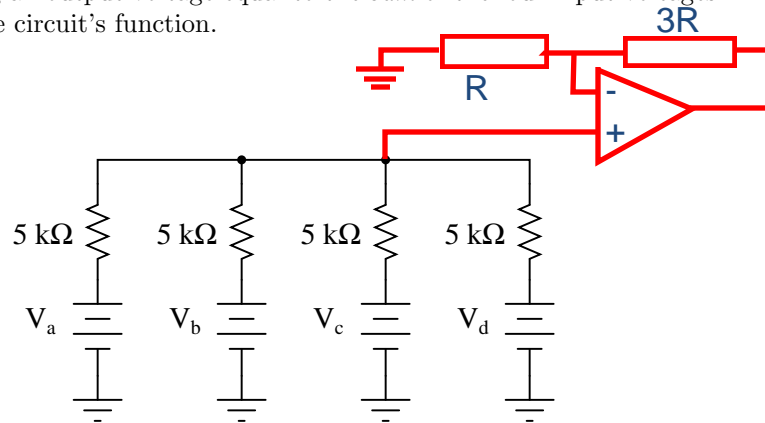 e circuit's function.
3R
R
-
+
5 kΩ 5 kΩ 5 kΩ 5 kΩ
Va Vb Vc Vd